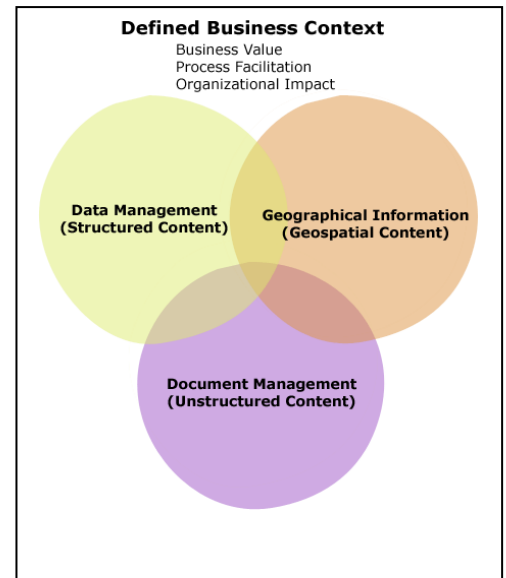 Defined Business Context
Business Value
Process Facilitation
Organizational Impact
Data Management
(Structured Content)
Geographical Information
(Geospatial Content)
Document Management
(Unstructured Content)